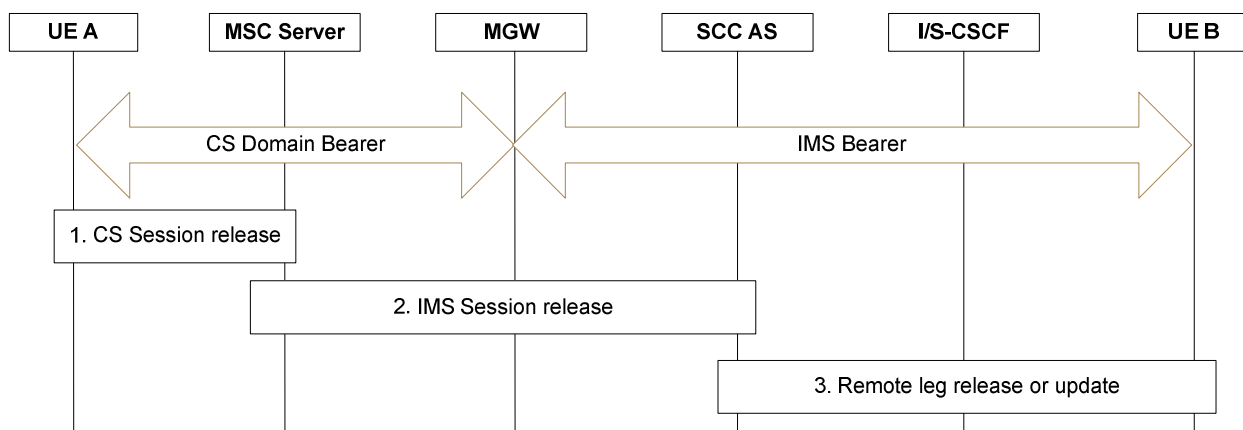 UE A
MSC Server
MGW
SCC AS
I/S-CSCF
UE B
CS Domain Bearer
IMS Bearer
1. CS Session release
2. IMS Session release
3. Remote leg release or update